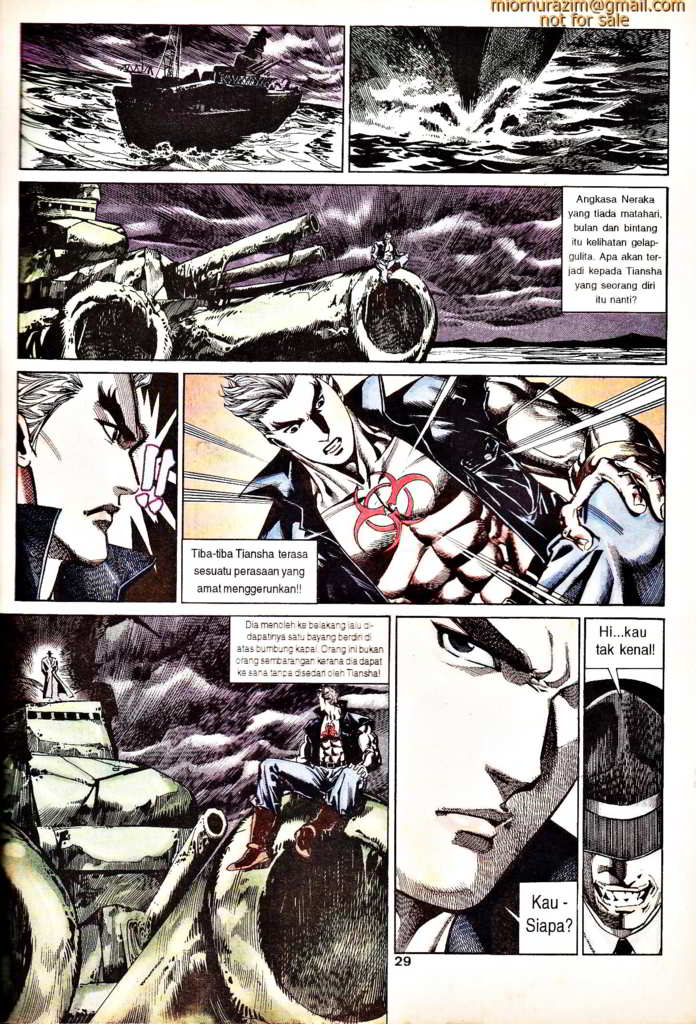 miornurazim@gmail.com
not for sale
Angkasa Neraka
yang tiada matahari,
bulan dan bintang
itu kelihatan gelap-
gulita. Apa akan ter-
jadi kepada Tiansha
yang seorang diri
itu nanti?
!!
Tiba-tiba Tiansha terasa
sesuatu perasaan yang
amat menggerunkan!!
Dia menoleh ke belakang lalu di-
dapatinya satu bayang berdiri di
atas bumbung kapal. Orang ini bukan
orang sembarangan kerana dia dapat
ke sana tanpa disedari oleh Tiansha!
Hi...kau
tak kenal!
Kau -
Siapa?
29